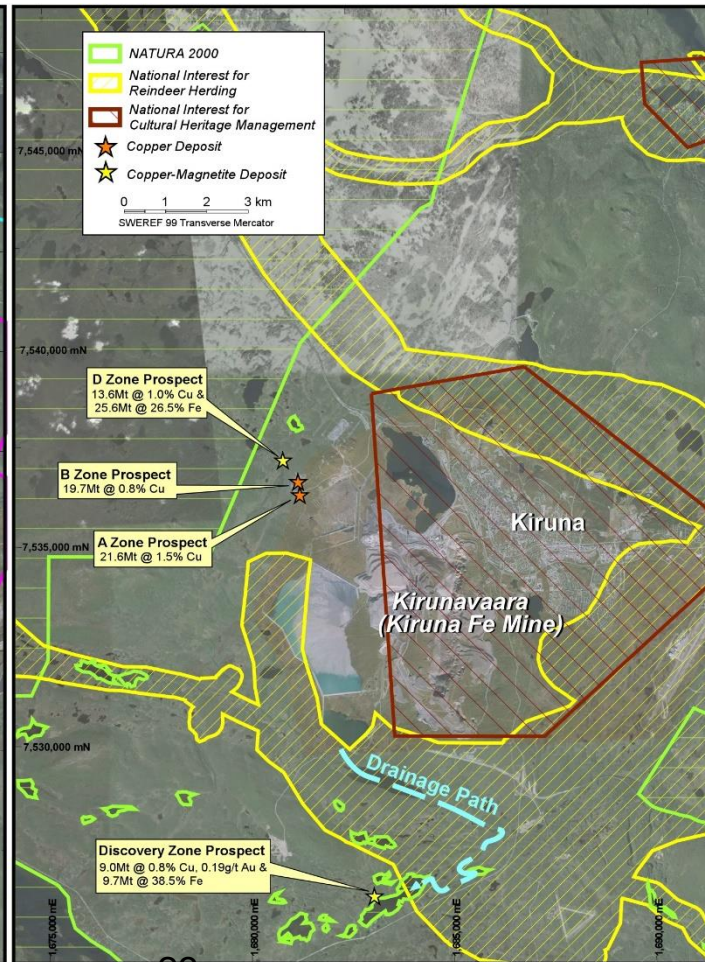 NATURA 2000
National Interest for
Reindeer Herding
National Interest for
Cultural Heritage Management
Copper Deposit
Copper-Magnetite Deposit
0 1 2 3 km
SWEREF 99 Transverse Mercator
7,545,000 mN
7,540,000 mN
D Zone Prospect
13.6Mt @ 1.0% Cu &
25.6Mt @ 26.5% Fe
B Zone Prospect
19.7Mt @ 0.8% Cu
A Zone Prospect
21.6Mt @ 1.5% Cu
Kiruna
7,535,000 mN
Kirunavaara
(Kiruna Fe Mine)
7,530,000 mN
Drainage Path
Discovery Zone Prospect
9.0Mt @ 0.8% Cu, 0.19g/t Au &
9.7Mt @ 38.5% Fe
1,675,000 mE
1,680,000 mE
1,685,000 mE
1,690,000 mE